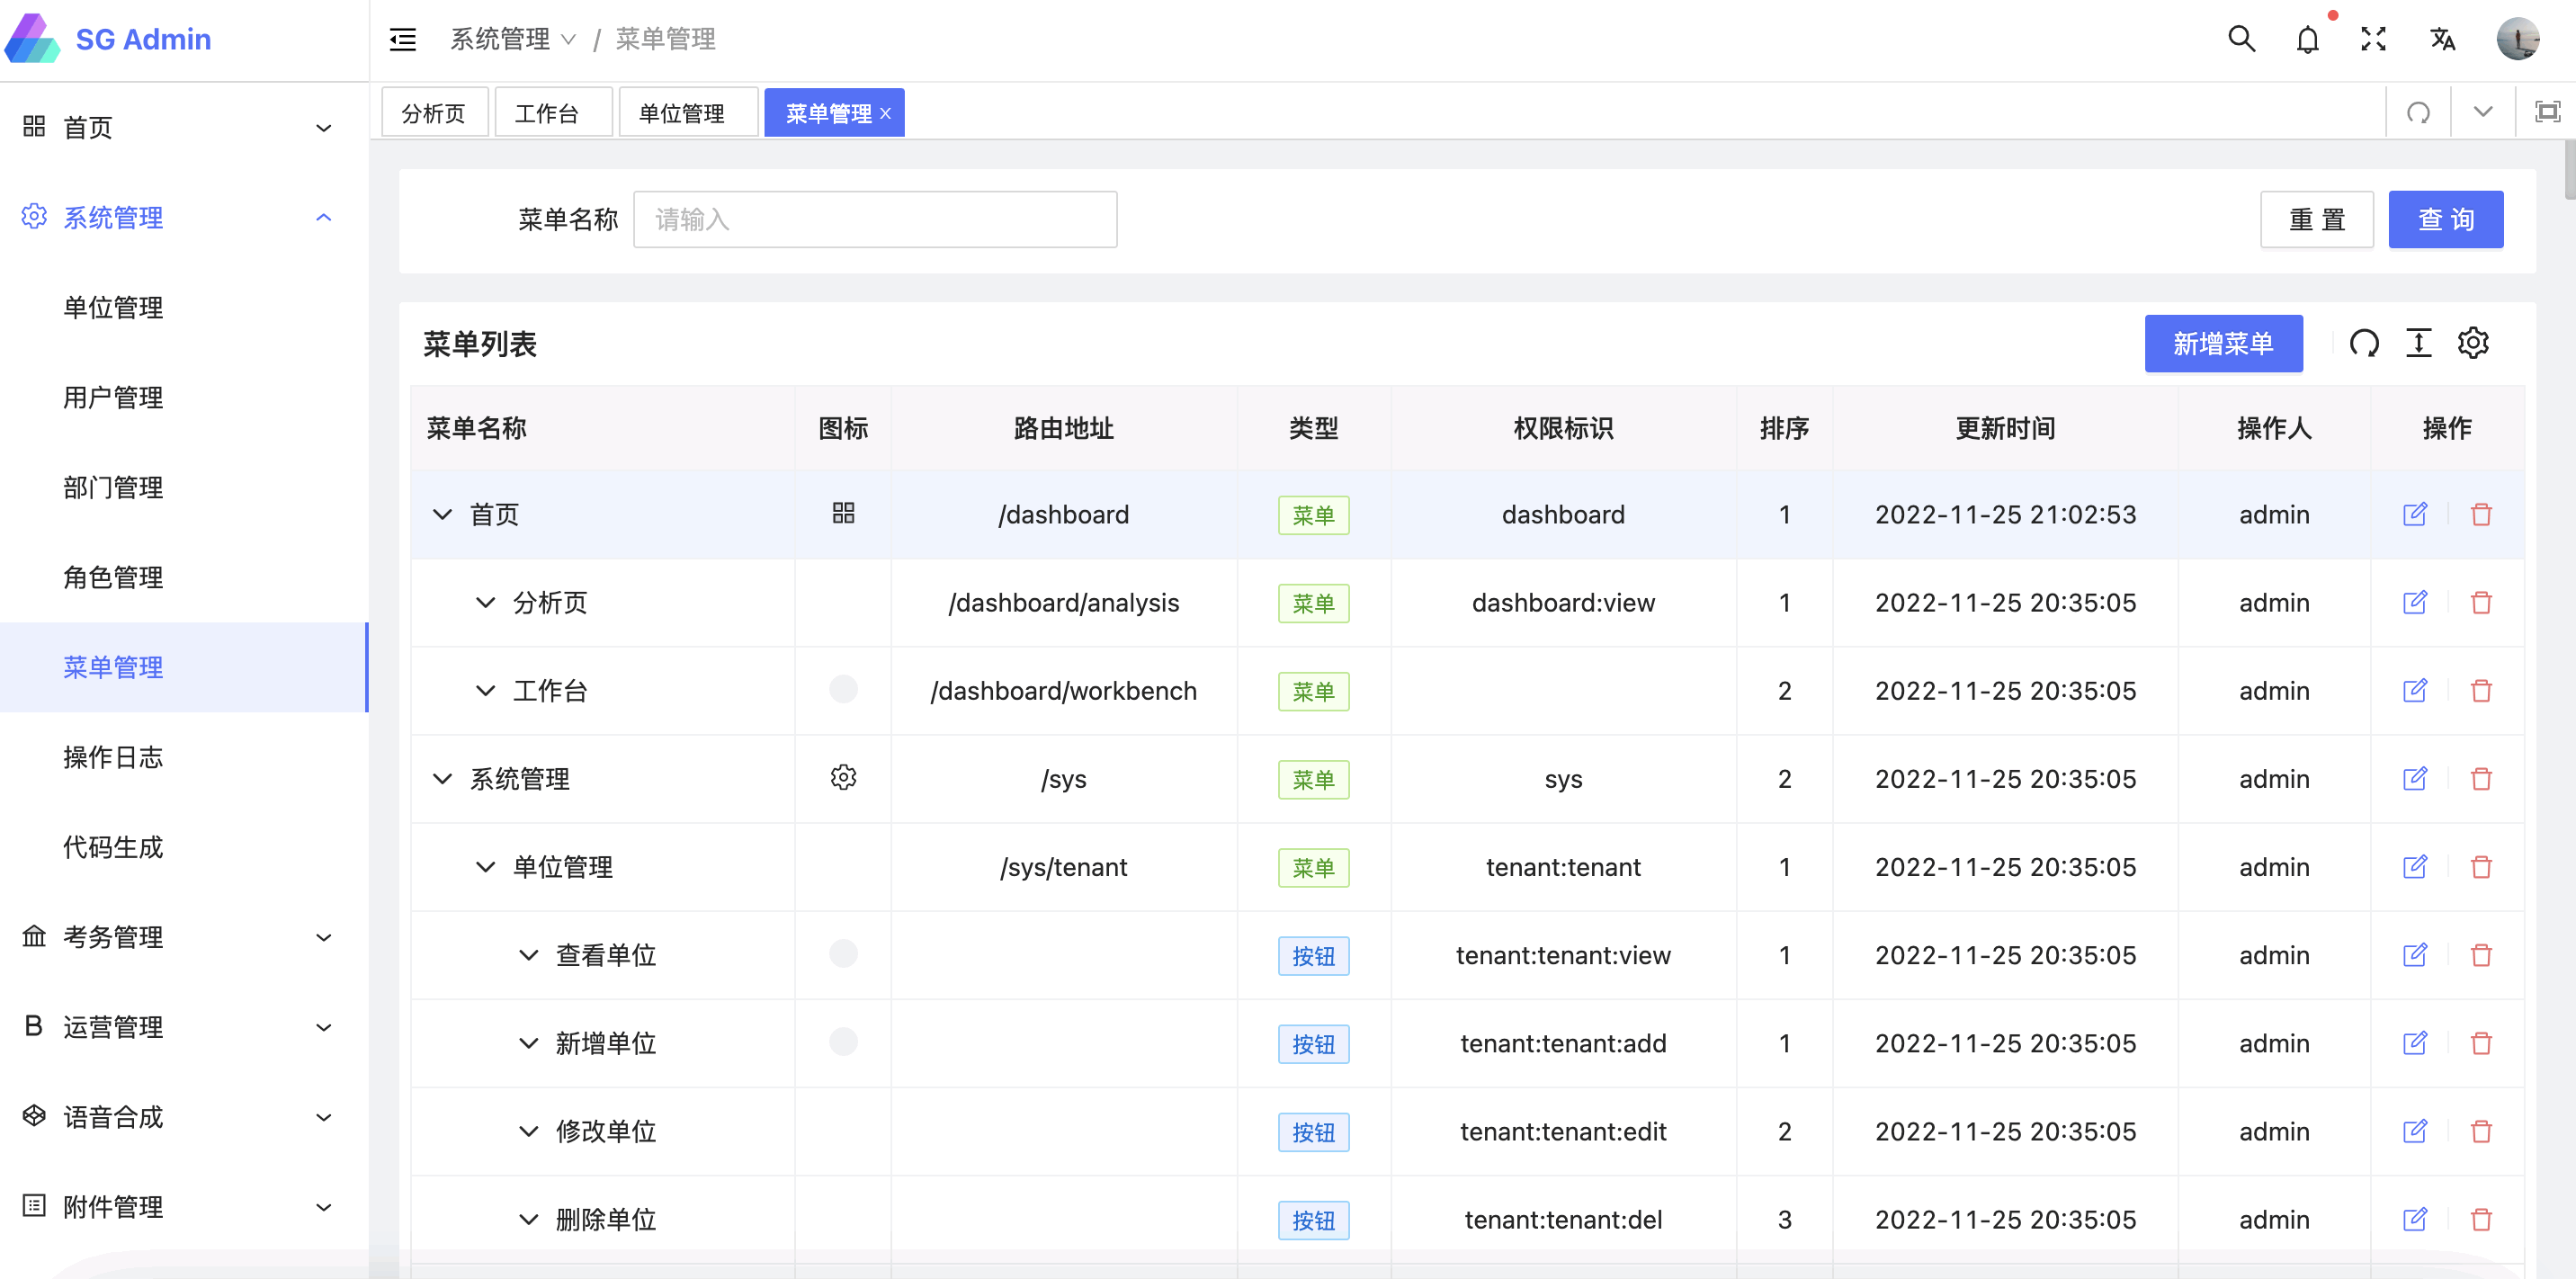 SG Admin
系统管理 / 菜单管理
分析页 工作台 单位管理 菜单管理
首页
系统管理
单位管理
用户管理
部门管理
角色管理
菜单管理
操作日志
代码生成
考务管理
运营管理
语音合成
附件管理
菜单名称 请输入 重 置 查 询
菜单列表 新增菜单
菜单名称 图标 路由地址 类型 权限标识 排序 更新时间 操作人 操作
首页 /dashboard 菜单 dashboard 1 2022-11-25 21:02:53 admin
分析页 /dashboard/analysis 菜单 dashboard:view 1 2022-11-25 20:35:05 admin
工作台 /dashboard/workbench 菜单 2 2022-11-25 20:35:05 admin
系统管理 /sys 菜单 sys 2 2022-11-25 20:35:05 admin
单位管理 /sys/tenant 菜单 tenant:tenant 1 2022-11-25 20:35:05 admin
查看单位 按钮 tenant:tenant:view 1 2022-11-25 20:35:05 admin
新增单位 按钮 tenant:tenant:add 1 2022-11-25 20:35:05 admin
修改单位 按钮 tenant:tenant:edit 2 2022-11-25 20:35:05 admin
删除单位 按钮 tenant:tenant:del 3 2022-11-25 20:35:05 admin